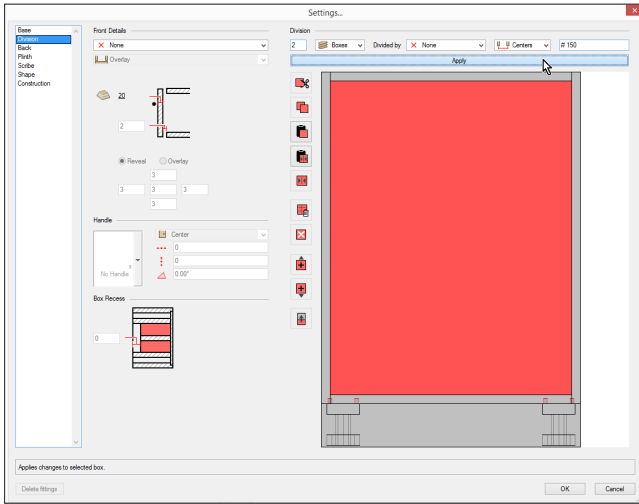 Settings...
Base
Division
Back
Plinth
Scribe
Shape
Construction
Front Details
None
Overlay
20
2
Reveal
Overlay
3
3
3
3
3
Handle
No Handle
Center
0
0
0.00°
Box Recess
0
Division
2
Boxes
Divided by
None
Centers
# 150
Apply
Applies changes to selected box.
Delete fittings
OK
Cancel